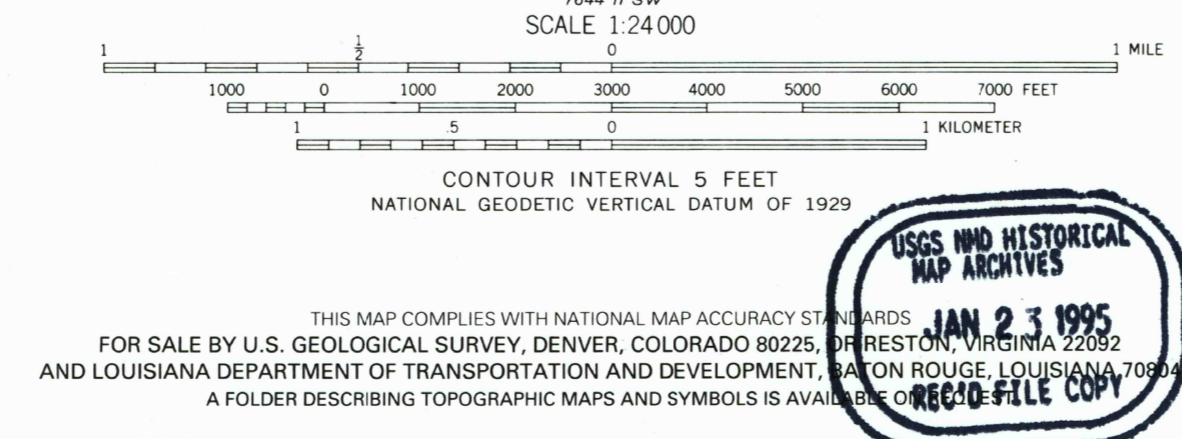 SCALE 1:24 000
1 ½ 0 1 MILE
1000 0 1000 2000 3000 4000 5000 6000 7000 FEET
1 .5 0 1 KILOMETER
CONTOUR INTERVAL 5 FEET
NATIONAL GEODETIC VERTICAL DATUM OF 1929
USGS NMD HISTORICAL
MAP ARCHIVES
JAN 23 1995
REC'D FILE COPY
THIS MAP COMPLIES WITH NATIONAL MAP ACCURACY STANDARDS
FOR SALE BY U.S. GEOLOGICAL SURVEY, DENVER, COLORADO 80225, OR RESTON, VIRGINIA 22092
AND LOUISIANA DEPARTMENT OF TRANSPORTATION AND DEVELOPMENT, BATON ROUGE, LOUISIANA 70804
A FOLDER DESCRIBING TOPOGRAPHIC MAPS AND SYMBOLS IS AVAILABLE ON REQUEST